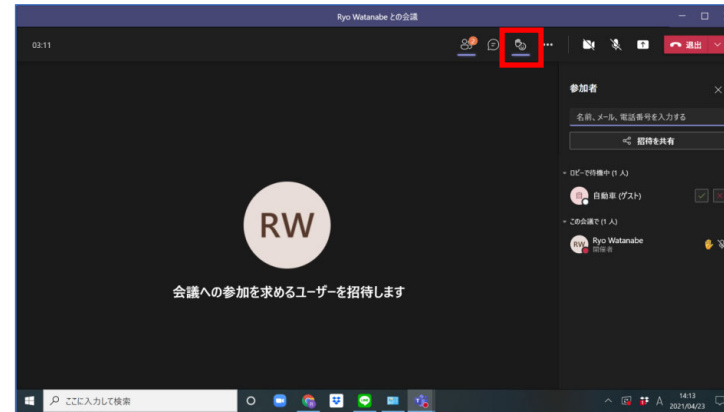 Ryo Watanabe との会議
03:11
2
退出
参加者
名前、メール、電話番号を入力する
招待を共有
ロビーで待機中 (1 人)
自
自動車 (ゲスト)
この会議で (1 人)
RW
Ryo Watanabe
開催者
RW
会議への参加を求めるユーザーを招待します
ここに入力して検索
A
14:13
2021/04/23